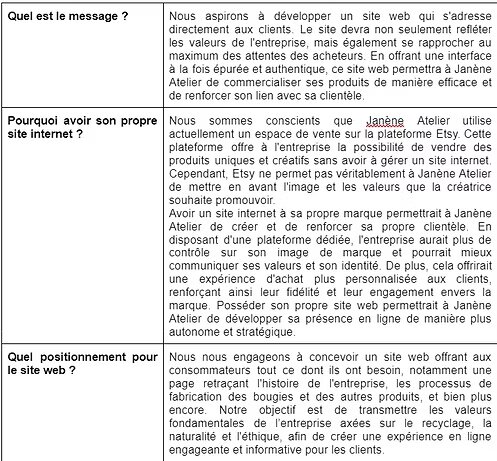 Quel est le message ?
Nous aspirons à développer un site web qui s'adresse
directement aux clients. Le site devra non seulement refléter
les valeurs de l'entreprise, mais également se rapprocher au
maximum des attentes des acheteurs. En offrant une interface
à la fois épurée et authentique, ce site web permettra à Janène
Atelier de commercialiser ses produits de manière efficace et
de renforcer son lien avec sa clientèle.
Pourquoi avoir son propre
site internet ?
Nous sommes conscients que Janène Atelier utilise
actuellement un espace de vente sur la plateforme Etsy. Cette
plateforme offre à l'entreprise la possibilité de vendre des
produits uniques et créatifs sans avoir à gérer un site internet.
Cependant, Etsy ne permet pas véritablement à Janène Atelier
de mettre en avant l'image et les valeurs que la créatrice
souhaite promouvoir.
Avoir un site internet à sa propre marque permettrait à Janène
Atelier de créer et de renforcer sa propre clientèle. En
disposant d'une plateforme dédiée, l'entreprise aurait plus de
contrôle sur son image de marque et pourrait mieux
communiquer ses valeurs et son identité. De plus, cela offrirait
une expérience d'achat plus personnalisée aux clients,
renforçant ainsi leur fidélité et leur engagement envers la
marque. Posséder son propre site web permettrait à Janène
Atelier de développer sa présence en ligne de manière plus
autonome et stratégique.
Quel positionnement pour
le site web ?
Nous nous engageons à concevoir un site web offrant aux
consommateurs tout ce dont ils ont besoin, notamment une
page retraçant l'histoire de l'entreprise, les processus de
fabrication des bougies et des autres produits, et bien plus
encore. Notre objectif est de transmettre les valeurs
fondamentales de l'entreprise axées sur le recyclage, la
naturalité et l'éthique, afin de créer une expérience en ligne
engageante et informative pour les clients.